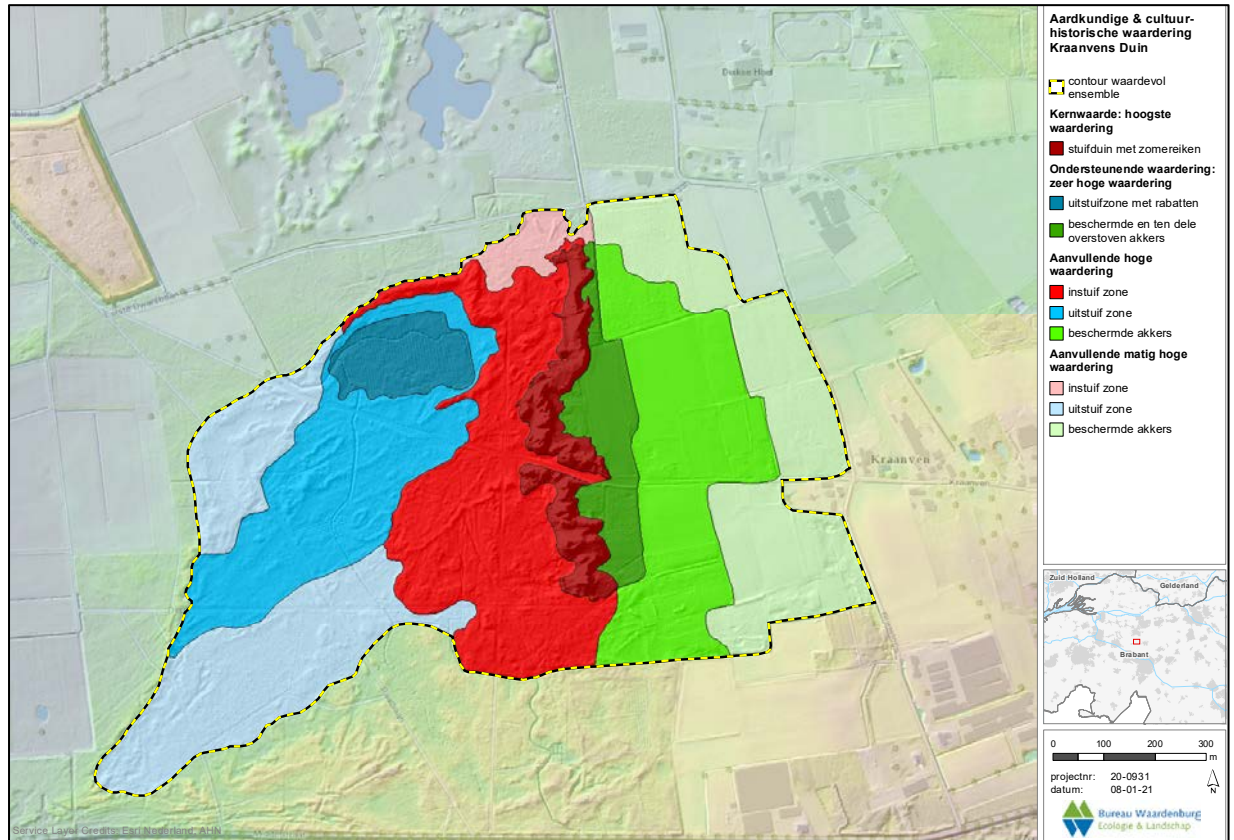 Aardkundige & cultuur-
historische waardering
Kraanvens Duin
contour waardevol
ensemble
Kernwaarde: hoogste
waardering
stuifduin met zomereiken
Ondersteunende waardering:
zeer hoge waardering
uitstuifzone met rabatten
beschermde en ten dele
overstoven akkers
Aanvullende hoge
waardering
instuif zone
uitstuif zone
beschermde akkers
Aanvullende matig hoge
waardering
instuif zone
uitstuif zone
beschermde akkers
Kraanven
Kraanven
Zuid Holland
Gelderland
Brabant
0 100 200 300
m
projectnr: 20-0931
datum: 08-01-21
N
Bureau Waardenburg
Ecologie & Landschap
Service Layer Credits: Esri Nederland, AHN